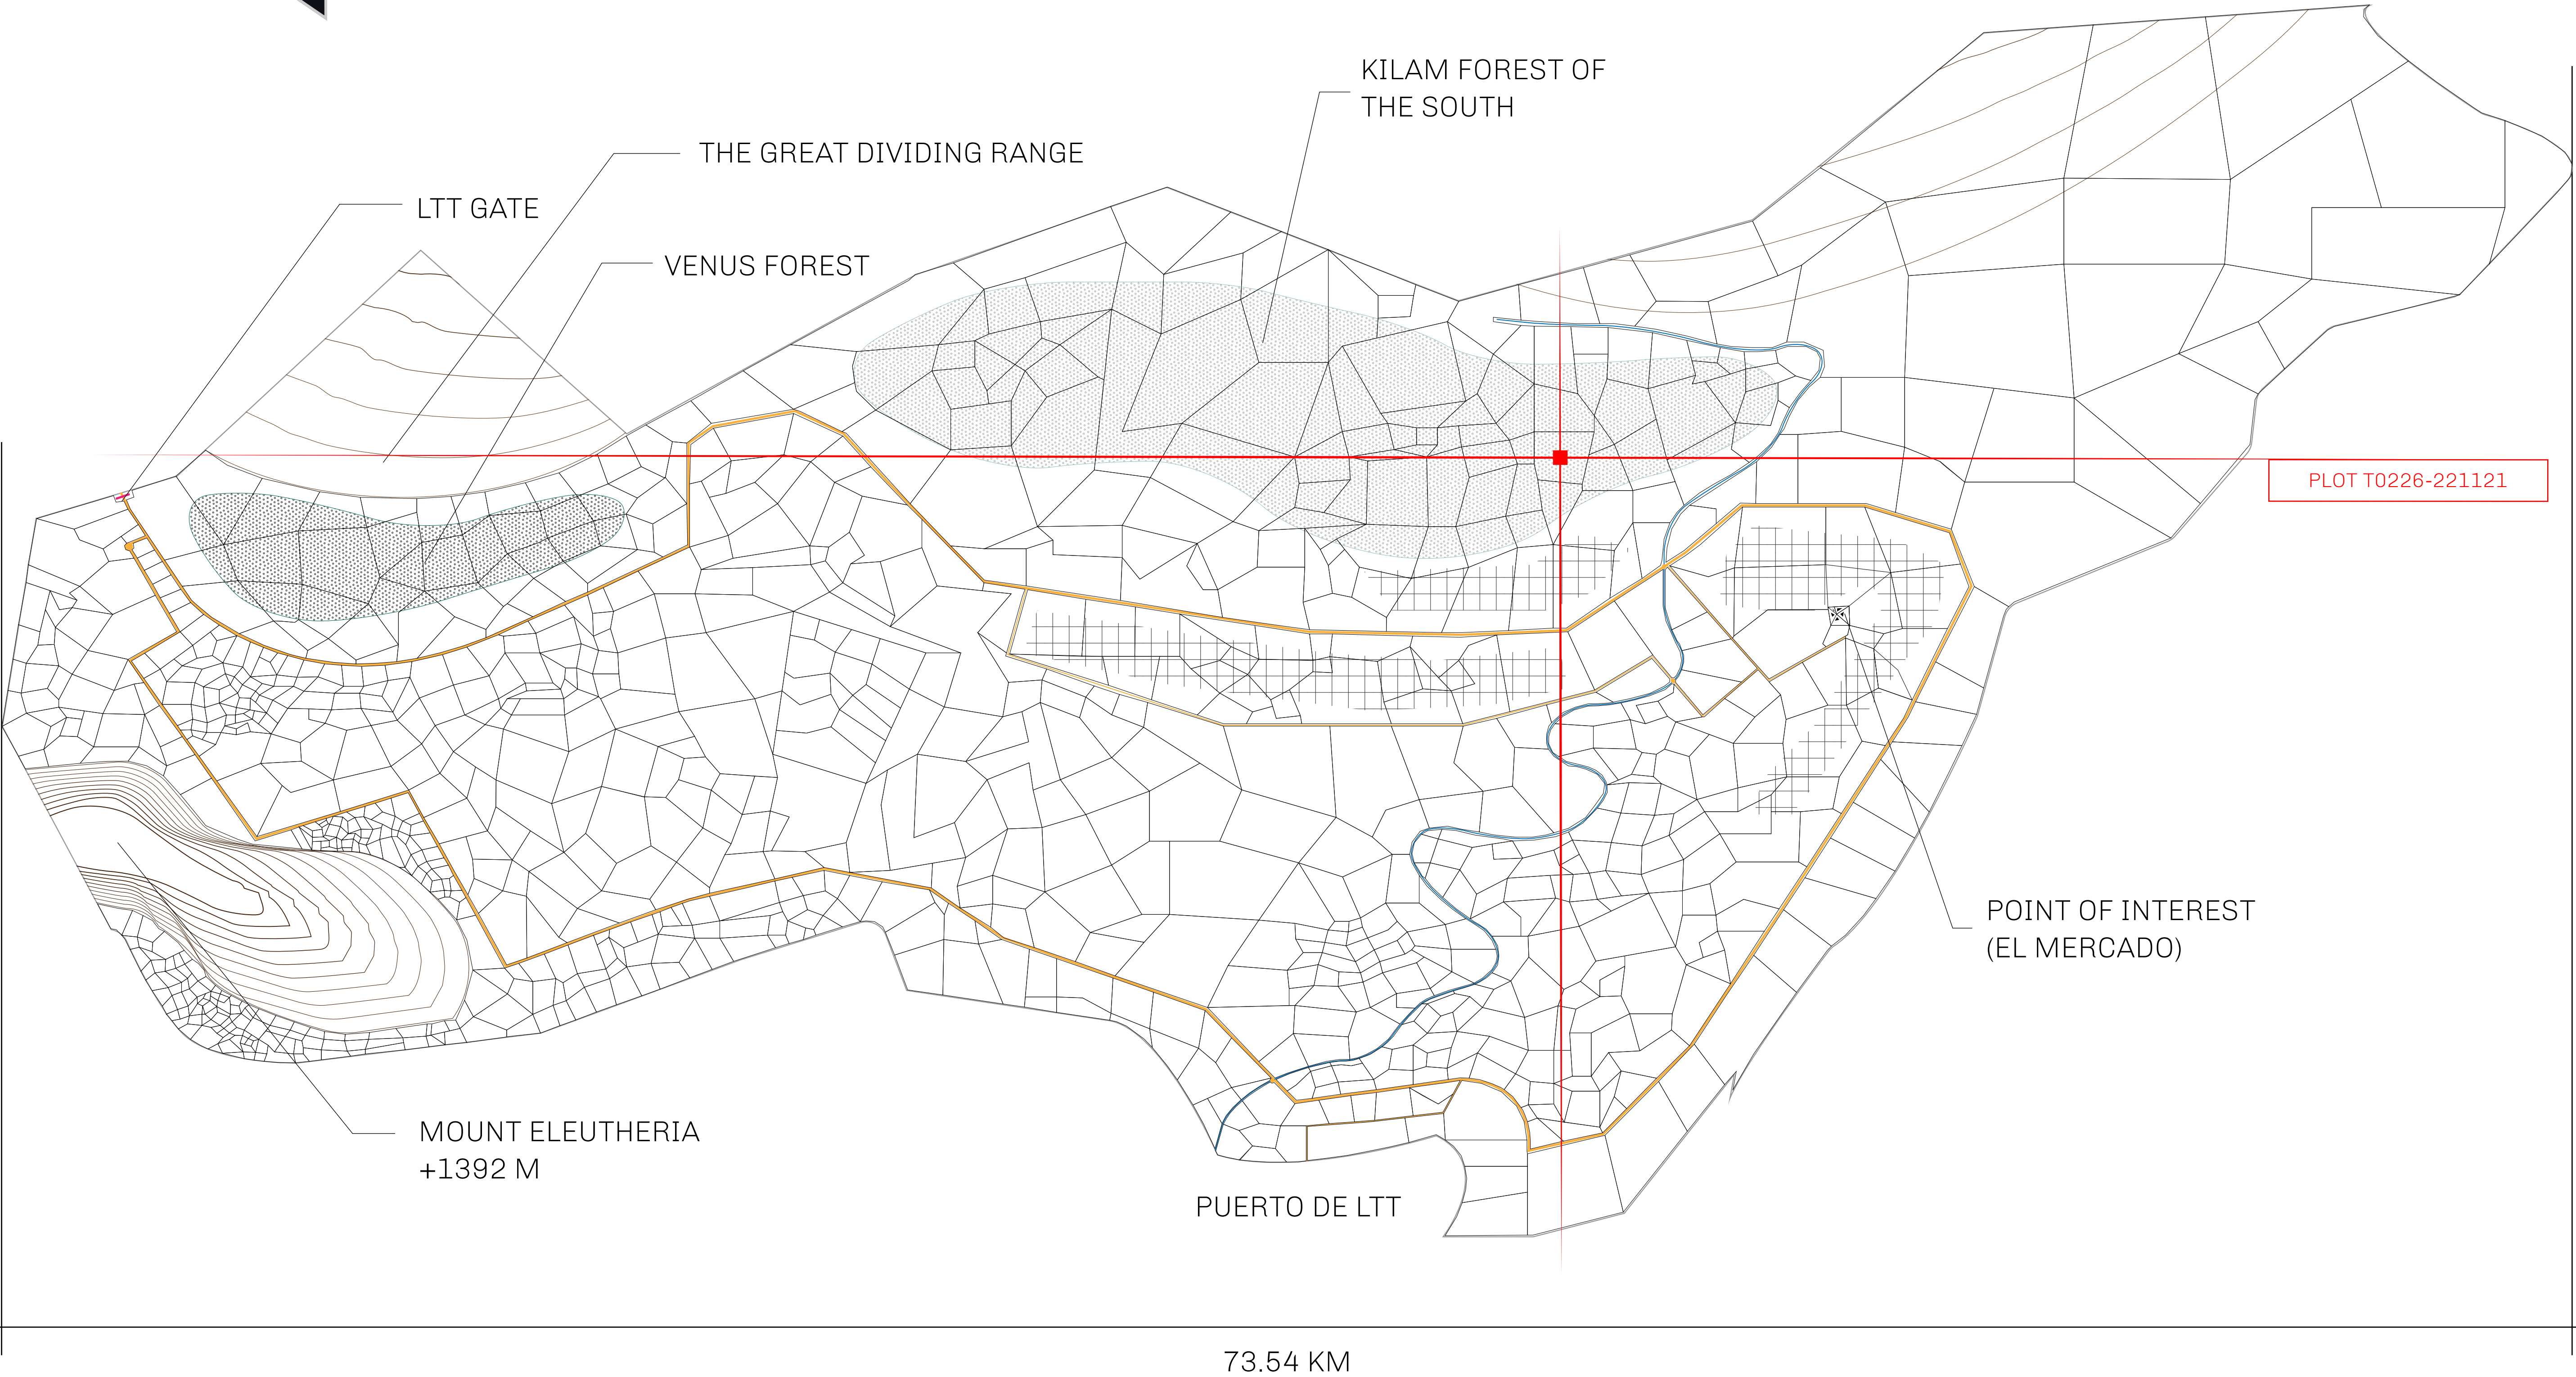 KILAM FOREST OF
THE SOUTH
THE GREAT DIVIDING RANGE
LTT GATE
VENUS FOREST
PLOT T0226-221121
POINT OF INTEREST
(EL MERCADO)
MOUNT ELEUTHERIA
+1392 M
PUERTO DE LTT
73.54 KM